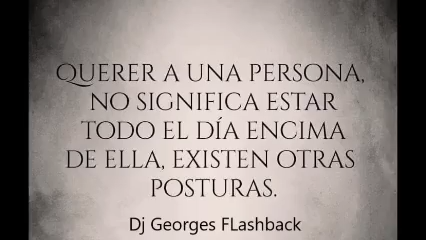 QUERER A UNA PERSONA,
NO SIGNIFICA ESTAR
TODO EL DÍA ENCIMA
DE ELLA, EXISTEN OTRAS
POSTURAS.
Dj Georges FLashback